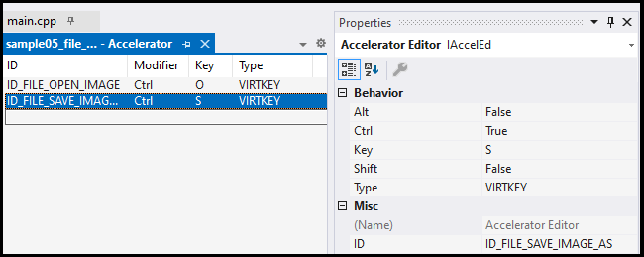 main.cpp
sample05_file_... - Accelerator
ID Modifier Key Type
ID_FILE_OPEN_IMAGE Ctrl O VIRTKEY
ID_FILE_SAVE_IMAG... Ctrl S VIRTKEY
Properties
Accelerator Editor IAccelEd
Behavior
Alt False
Ctrl True
Key S
Shift False
Type VIRTKEY
Misc
(Name) Accelerator Editor
ID ID_FILE_SAVE_IMAGE_AS